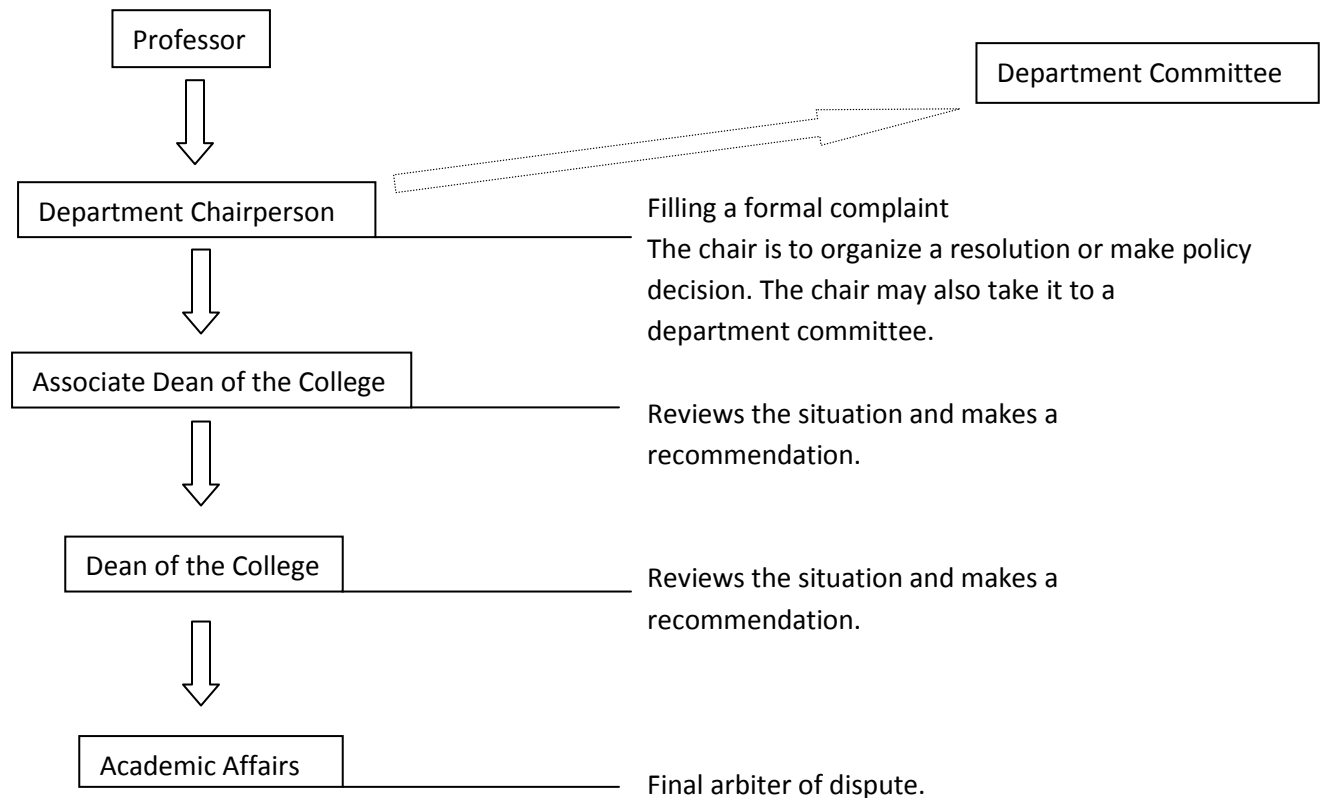 Professor
Department Committee
Department Chairperson
Filling a formal complaint
The chair is to organize a resolution or make policy
decision. The chair may also take it to a
department committee.
Associate Dean of the College
Reviews the situation and makes a
recommendation.
Dean of the College
Reviews the situation and makes a
recommendation.
Academic Affairs
Final arbiter of dispute.